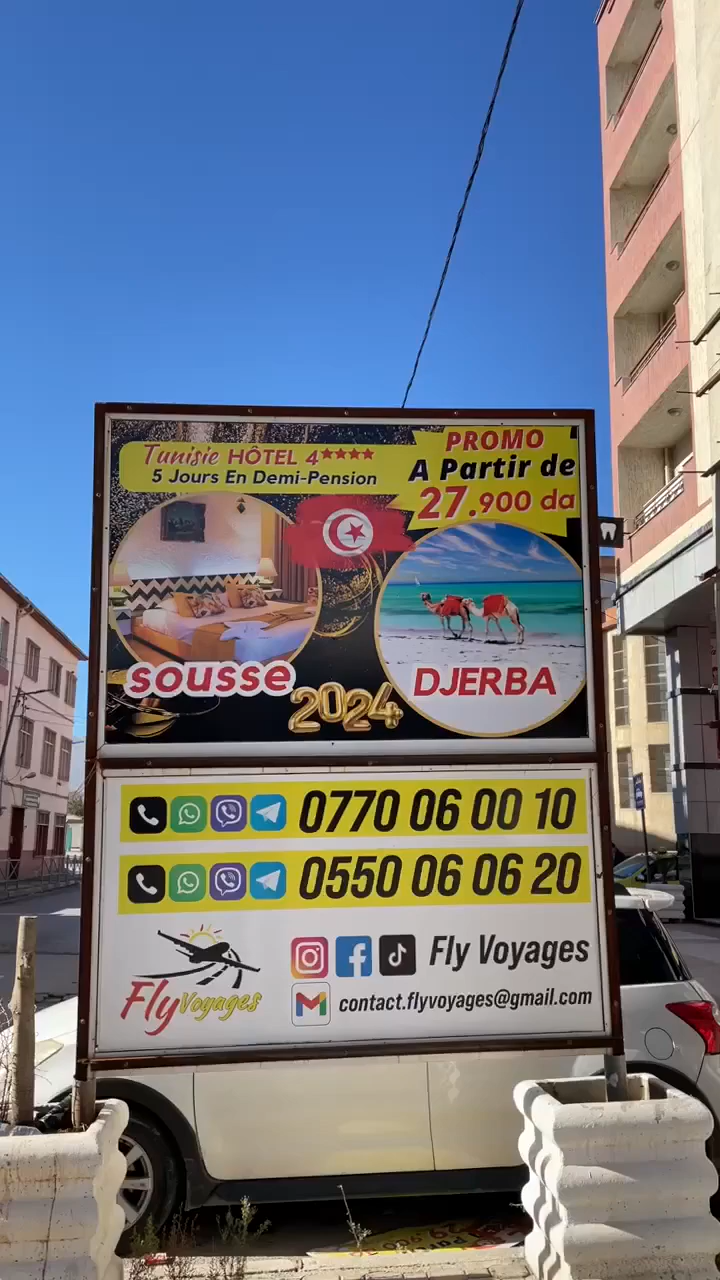 Tunisie HÔTEL 4****
5 Jours En Demi-Pension
PROMO
A Partir de
27.900 da
sousse
DJERBA
2024
0770 06 00 10
0550 06 06 20
Fly Voyages
Fly Voyages
contact.flyvoyages@gmail.com